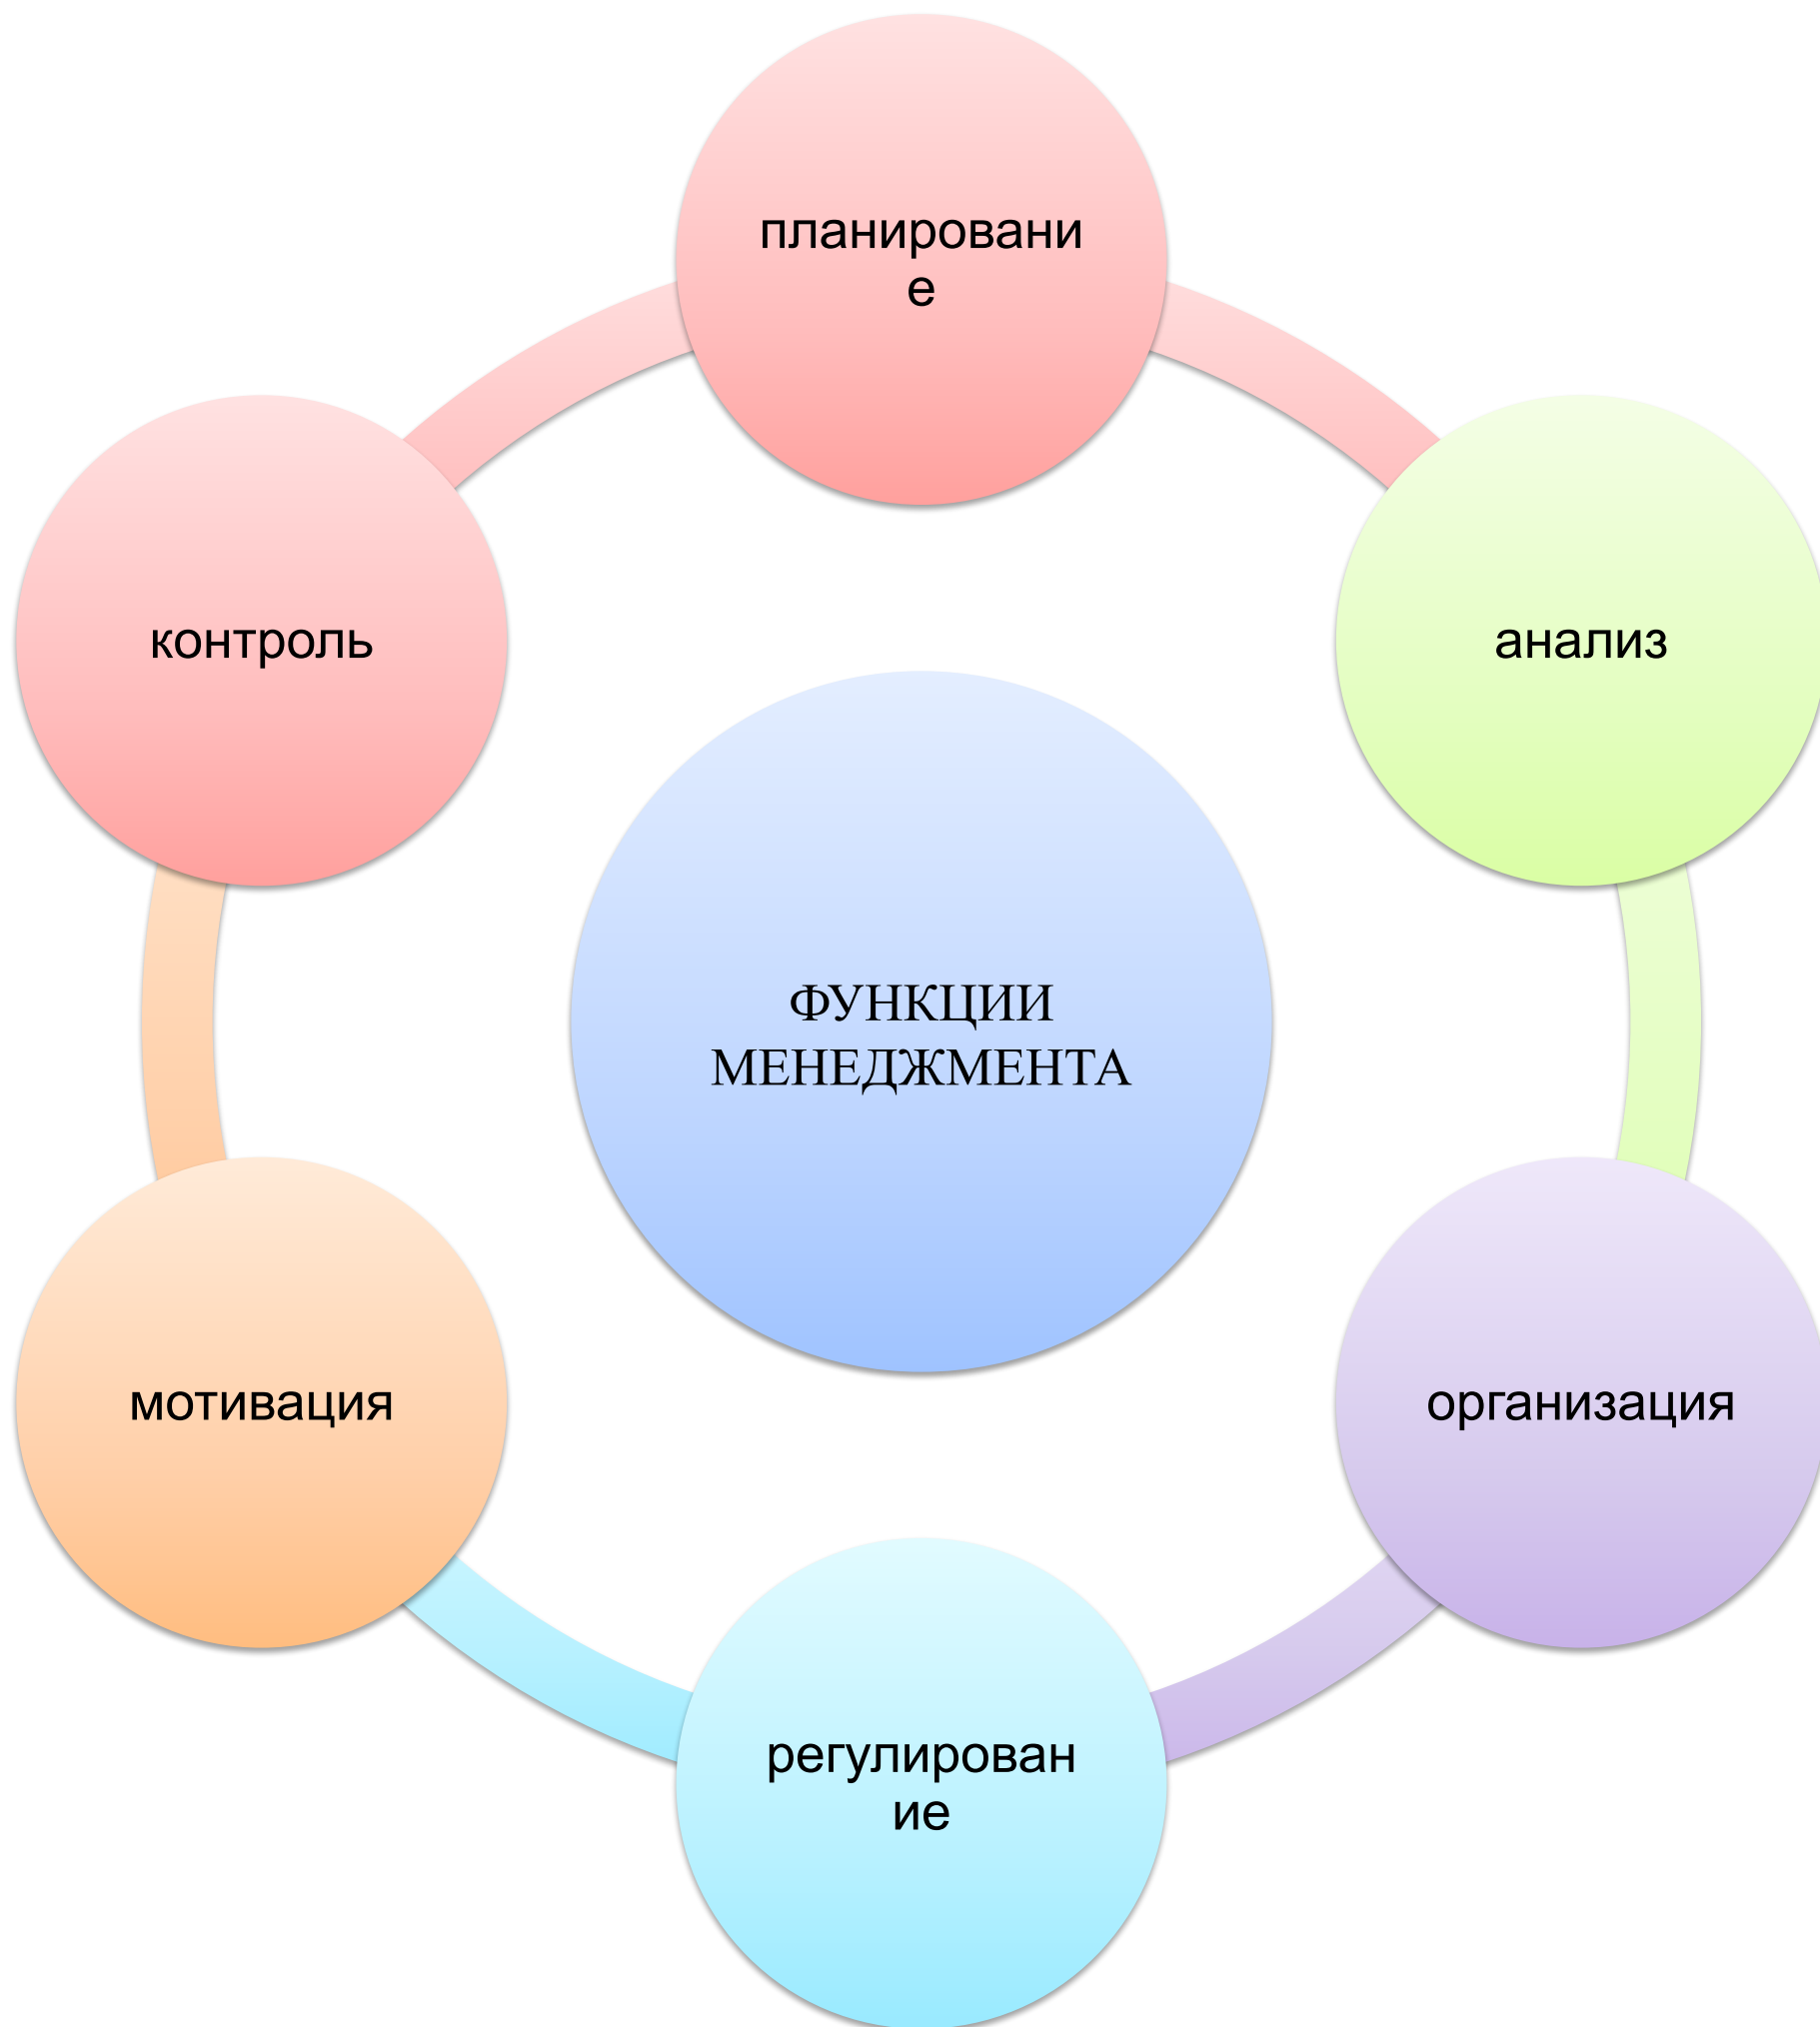 планировани
е
контроль
анализ
ФУНКЦИИ
МЕНЕДЖМЕНТА
мотивация
организация
регулирован
ие